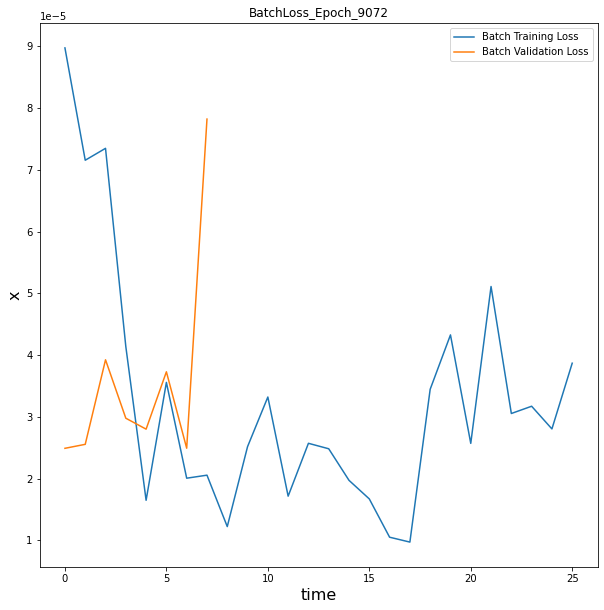 BatchLoss_Epoch_9072
1e−5
Batch Training Loss
Batch Validation Loss
9
8
7
6
5
4
3
2
1
x
0 5 10 15 20 25
time